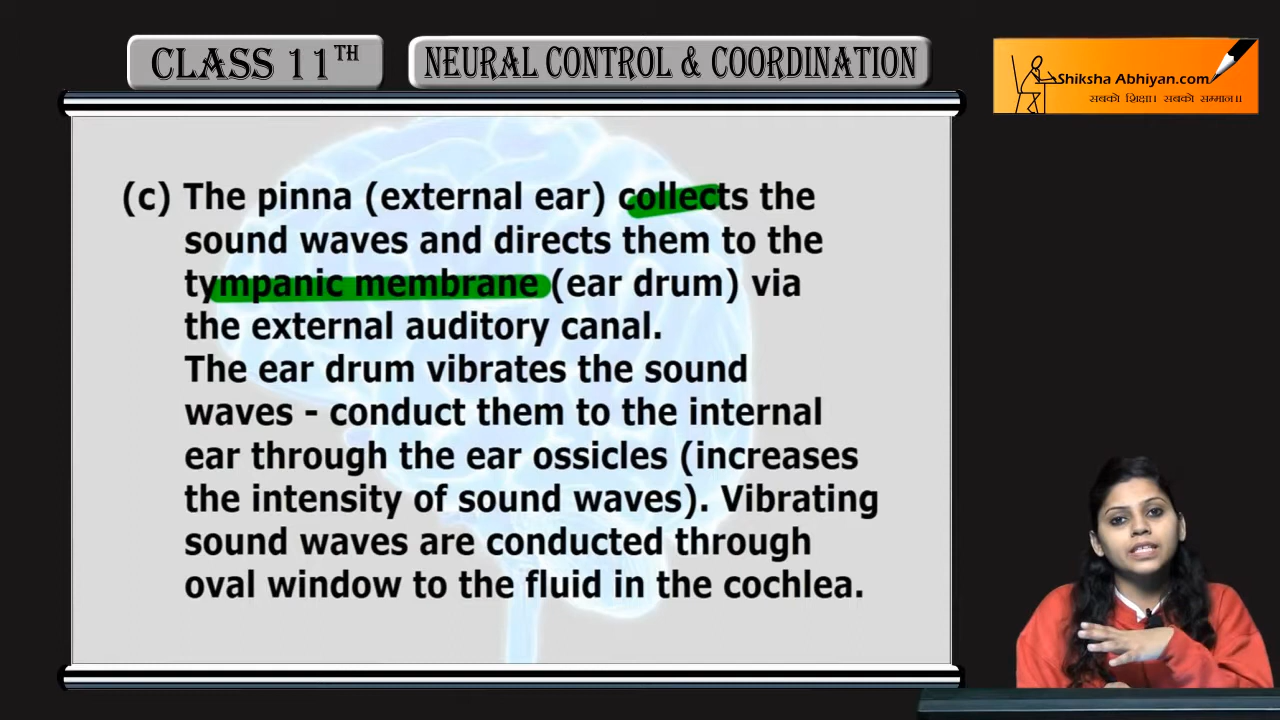 CLASS 11TH
NEURAL CONTROL & COORDINATION
Shiksha Abhiyan.com
सबको शिक्षा। सबको सम्मान।।
(c) The pinna (external ear) collects the
sound waves and directs them to the
tympanic membrane (ear drum) via
the external auditory canal.
The ear drum vibrates the sound
waves - conduct them to the internal
ear through the ear ossicles (increases
the intensity of sound waves). Vibrating
sound waves are conducted through
oval window to the fluid in the cochlea.